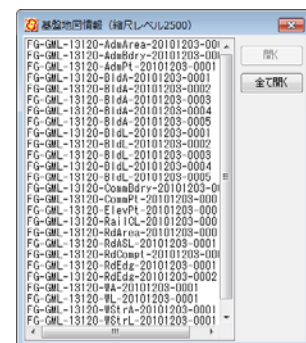 基盤地図情報 (縮尺レベル2500)
FG-GML-13120-AdmArea-20101203-00
FG-GML-13120-AdmBdry-20101203-00
FG-GML-13120-AdmPt-20101203-0001
FG-GML-13120-BldA-20101203-0001
FG-GML-13120-BldA-20101203-0002
FG-GML-13120-BldA-20101203-0003
FG-GML-13120-BldA-20101203-0004
FG-GML-13120-BldA-20101203-0005
FG-GML-13120-BldL-20101203-0001
FG-GML-13120-BldL-20101203-0002
FG-GML-13120-BldL-20101203-0003
FG-GML-13120-BldL-20101203-0004
FG-GML-13120-BldL-20101203-0005
FG-GML-13120-CommBdry-20101203-0
FG-GML-13120-CommPt-20101203-000
FG-GML-13120-ElevPt-20101203-000
FG-GML-13120-RailCL-20101203-000
FG-GML-13120-RdArea-20101203-000
FG-GML-13120-RdASL-20101203-0001
FG-GML-13120-RdCompt-20101203-00
FG-GML-13120-RdEdg-20101203-0001
FG-GML-13120-RdEdg-20101203-0002
FG-GML-13120-WA-20101203-0001
FG-GML-13120-WL-20101203-0001
FG-GML-13120-WStrA-20101203-0001
FG-GML-13120-WStrL-20101203-0001
開く
全て開く